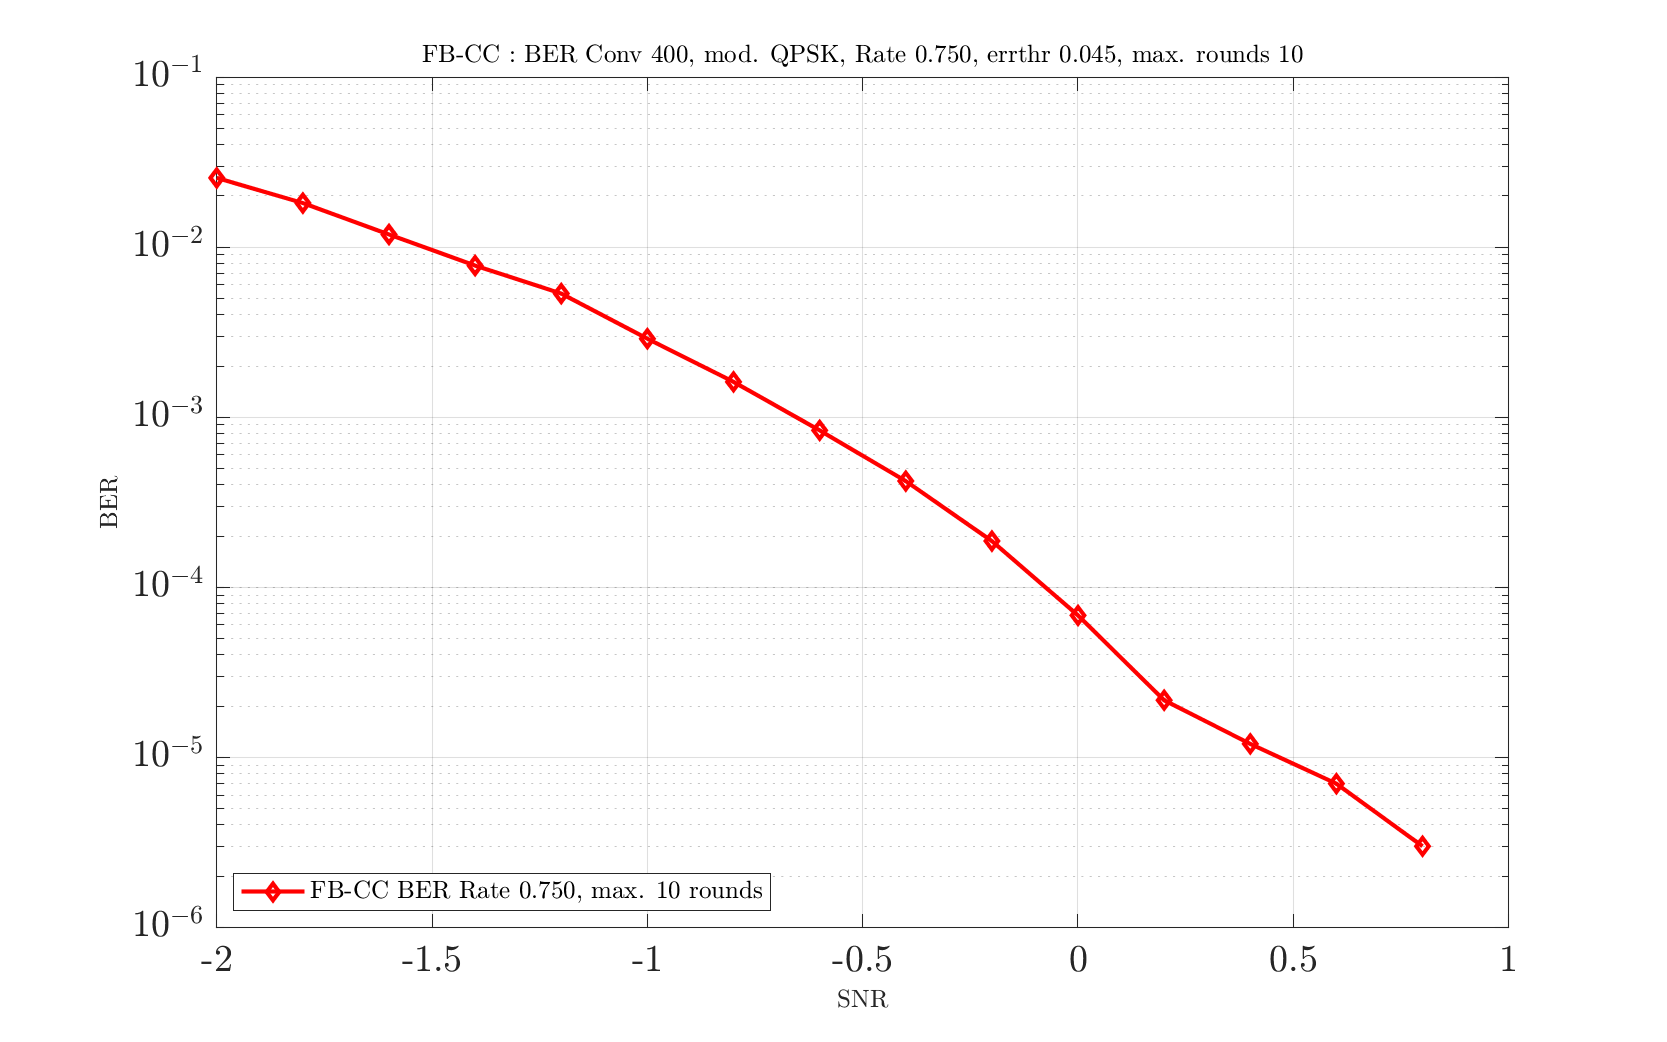 FB-CC : BER Conv 400, mod. QPSK, Rate 0.750, errthr 0.045, max. rounds 10
10^{-1}
10^{-2}
10^{-3}
10^{-4}
10^{-5}
10^{-6}
BER
FB-CC BER Rate 0.750, max. 10 rounds
-2 -1.5 -1 -0.5 0 0.5 1
SNR